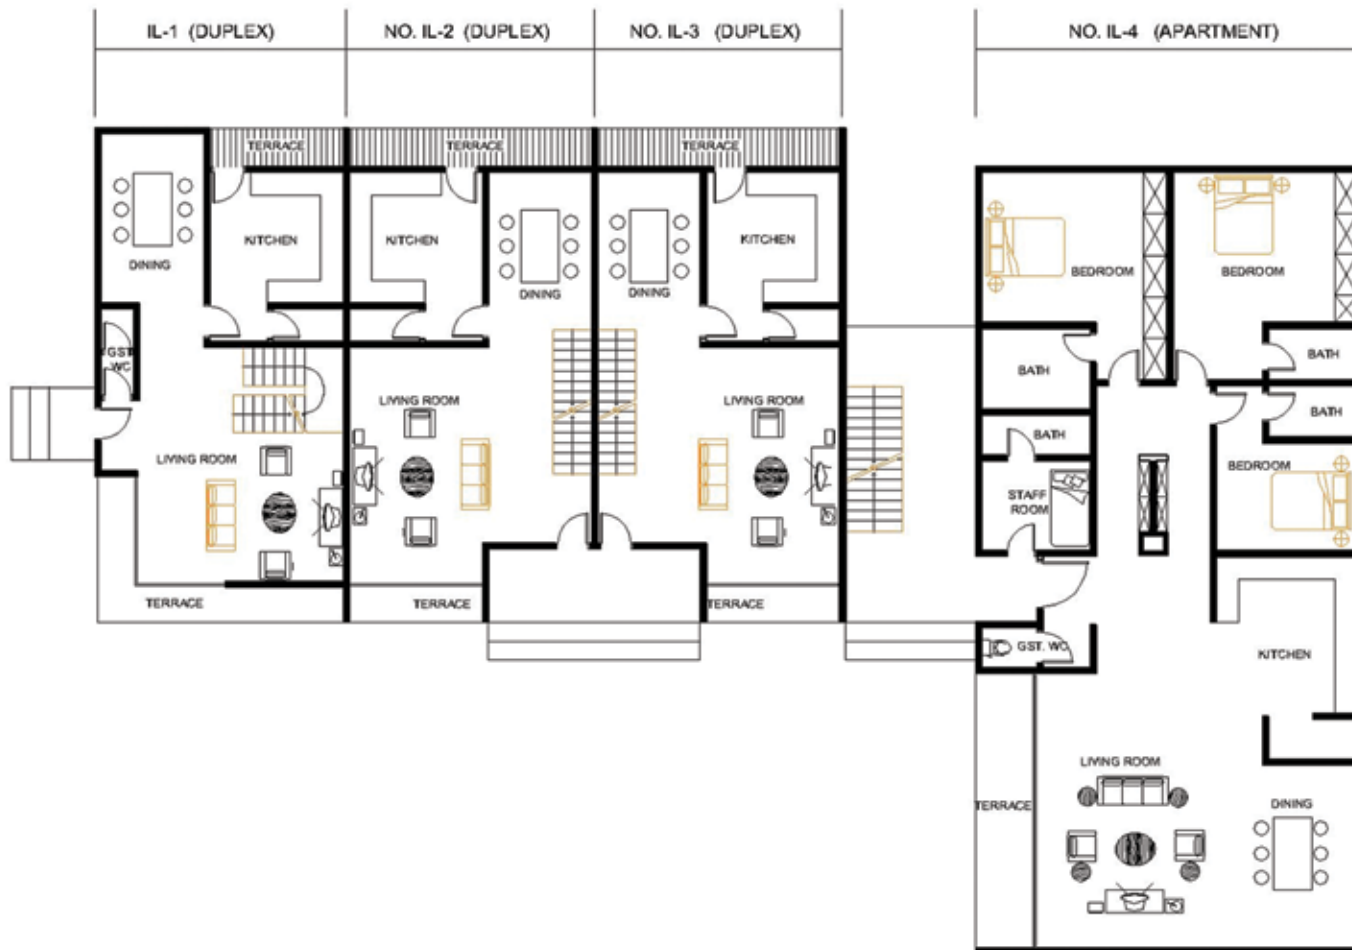 IL-1 (DUPLEX)
NO. IL-2 (DUPLEX)
NO. IL-3 (DUPLEX)
NO. IL-4 (APARTMENT)
TERRACE
TERRACE
TERRACE
KITCHEN
KITCHEN
KITCHEN
DINING
DINING
DINING
BEDROOM
BEDROOM
GST.
WC
BATH
BATH
LIVING ROOM
LIVING ROOM
BATH
BATH
LIVING ROOM
BEDROOM
STAFF
ROOM
TERRACE
TERRACE
TERRACE
GST. WC
KITCHEN
LIVING ROOM
TERRACE
DINING